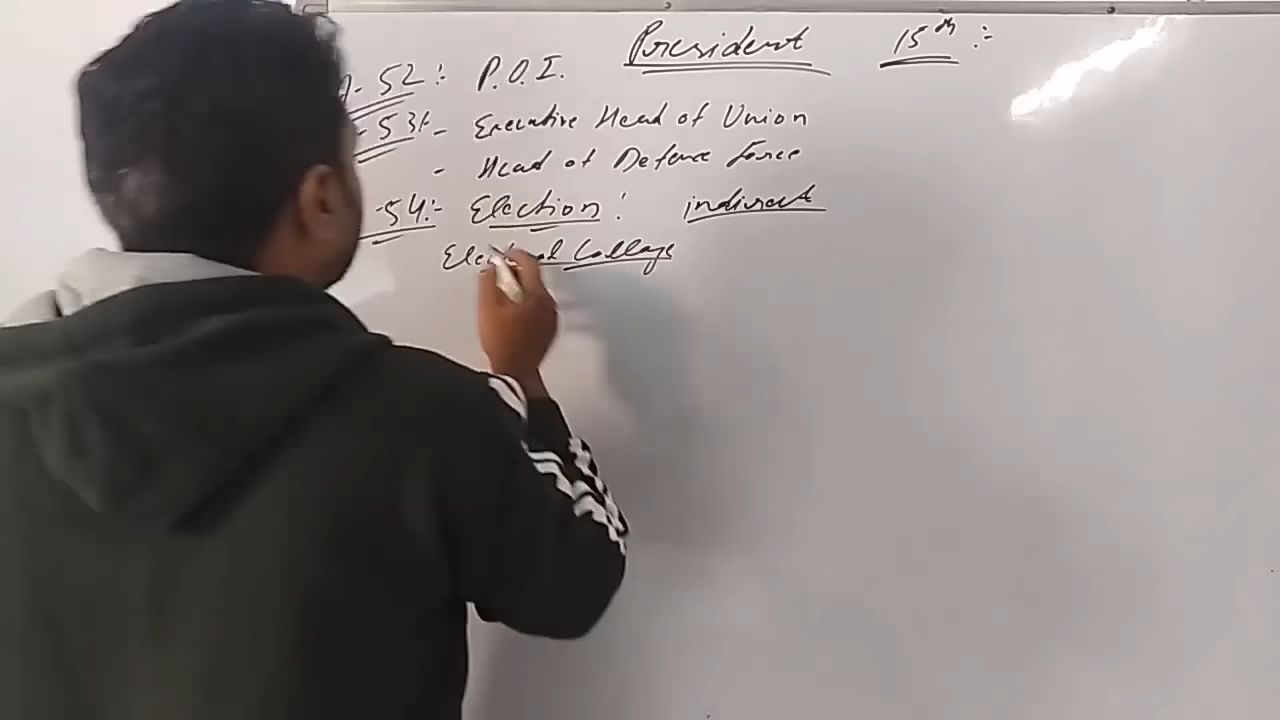 President 15th :-
A-52:- P.O.I.
-53:- - Executive Head of Union
- Head of Defence Force
-54:- Election: indirect
Electoral College